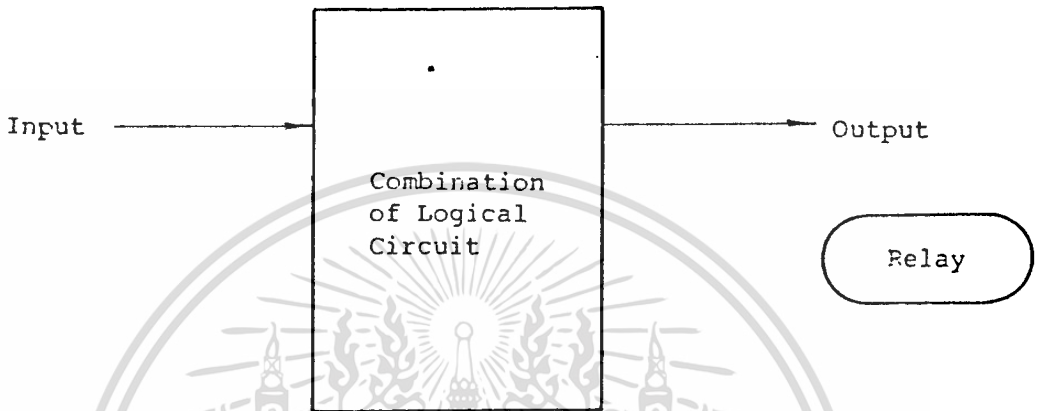 Input
Output
Combination
of Logical
Circuit
Relay